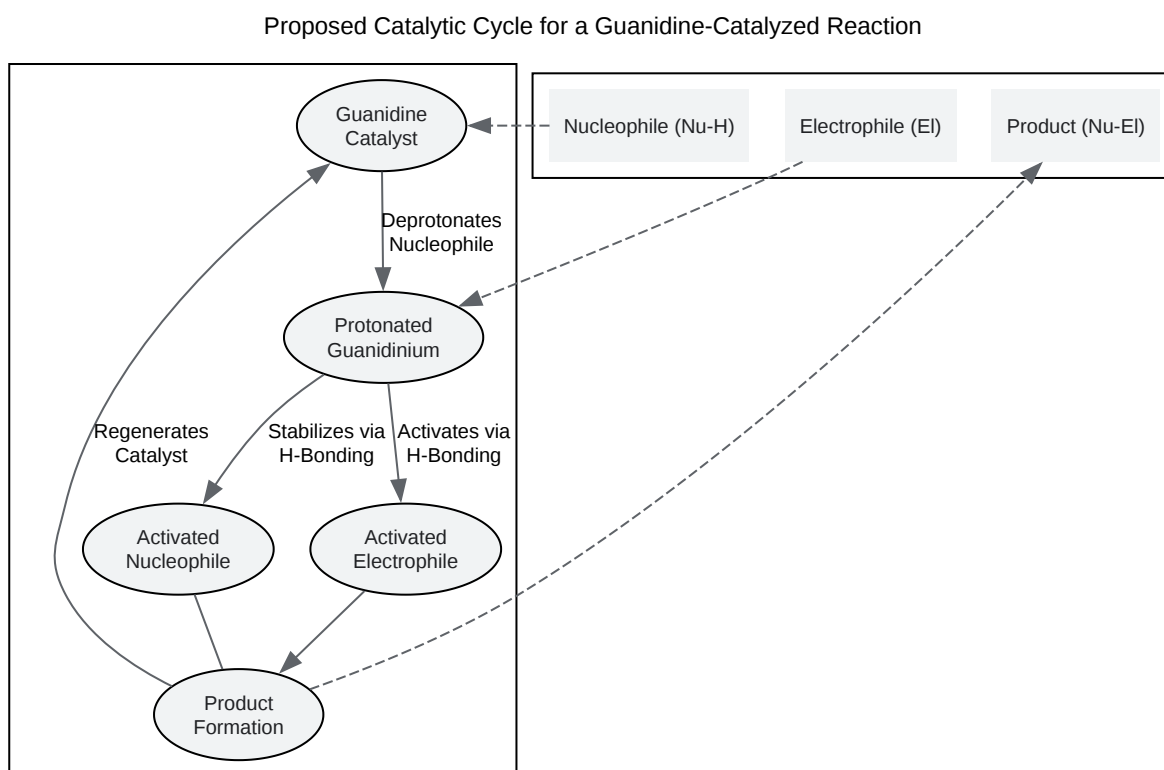 Proposed Catalytic Cycle for a Guanidine-Catalyzed Reaction
Guanidine
Catalyst
Nucleophile (Nu-H)
Electrophile (El)
Product (Nu-El)
Deprotonates
Nucleophile
Protonated
Guanidinium
Regenerates
Catalyst
Stabilizes via
H-Bonding
Activates via
H-Bonding
Activated
Nucleophile
Activated
Electrophile
Product
Formation